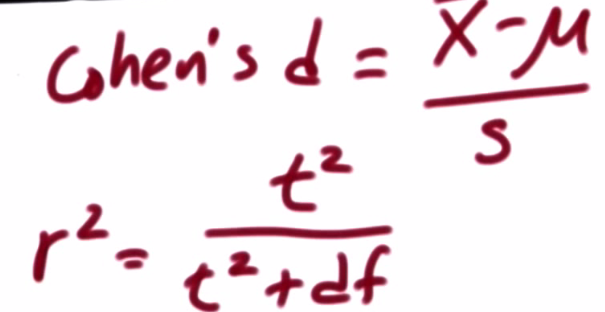 Cohen's d = x̄ - μ / s
r² = t² / t² + df